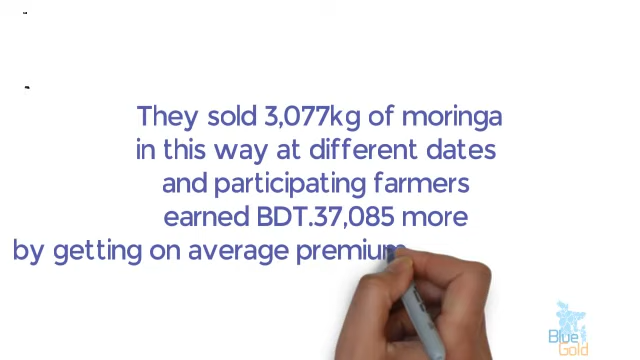 They sold 3,077kg of moringa
in this way at different dates
and participating farmers
earned BDT.37,085 more
by getting on average premium
Blue
Gold